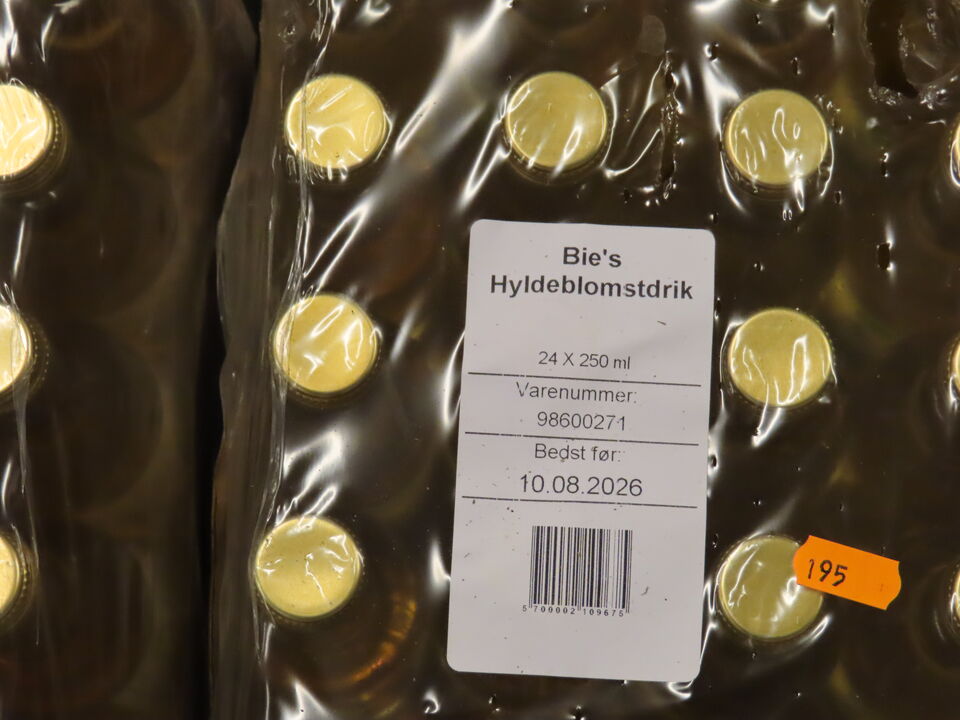 Bie's
Hyldeblomstdrik
24 X 250 ml
Varenummer:
98600271
Bedst før:
10.08.2026
5 700002 109675
195